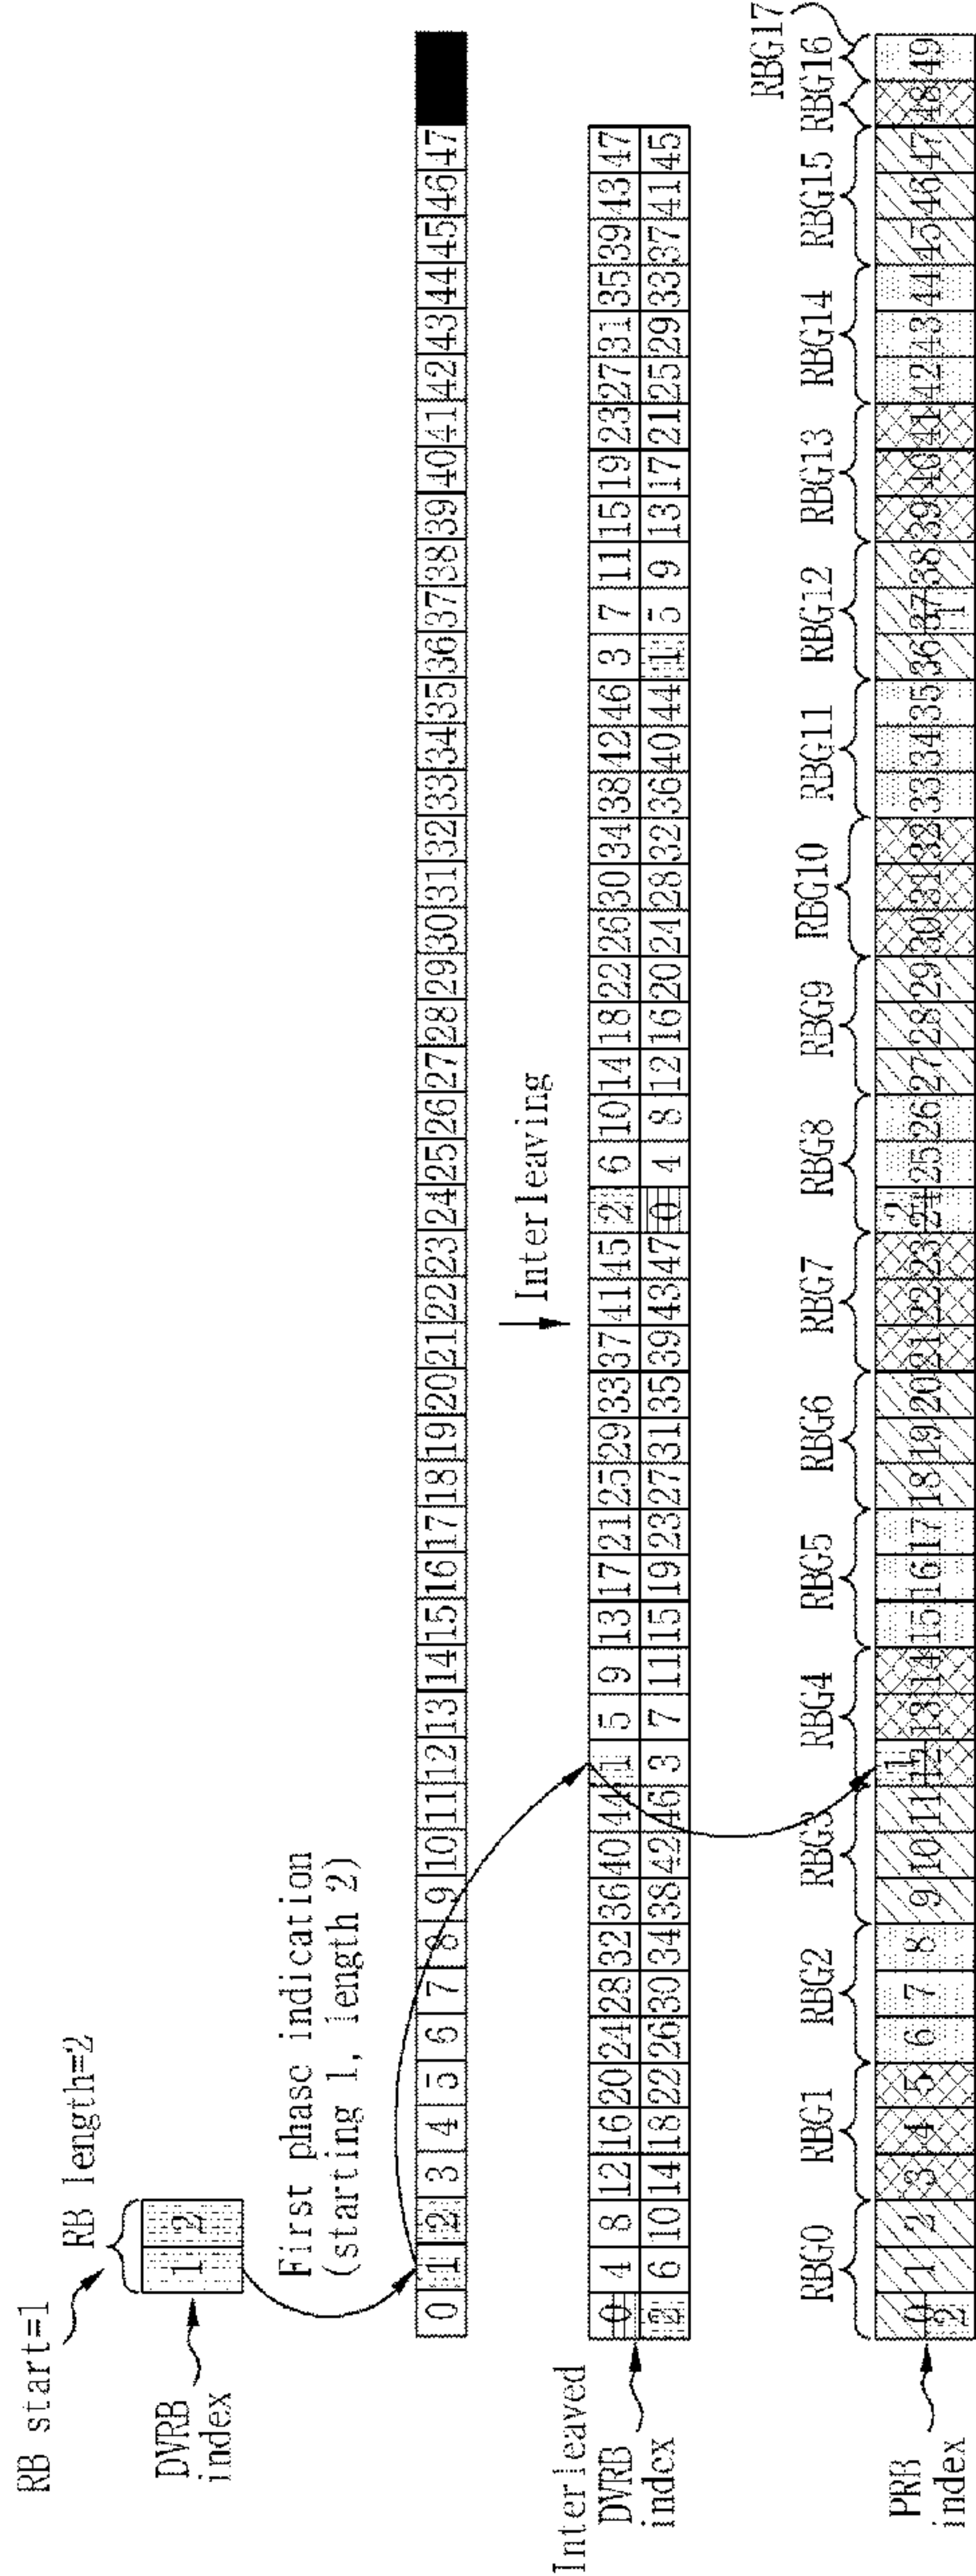 RB start=1
RB length=2
DVRB
index
1 2
First phase indication
(starting 1, length 2)
0 1 2 3 4 5 6 7 8 9 10 11 12 13 14 15 16 17 18 19 20 21 22 23 24 25 26 27 28 29 30 31 32 33 34 35 36 37 38 39 40 41 42 43 44 45 46 47
Interleaving
Interleaved
DVRB
index
0 4 8 12 16 20 24 28 32 36 40 44 1 5 9 13 17 21 25 29 33 37 41 45 2 6 10 14 18 22 26 30 34 38 42 46 3 7 11 15 19 23 27 31 35 39 43 47
2 6 10 14 18 22 26 30 34 38 42 46 3 7 11 15 19 23 27 31 35 39 43 47 0 4 8 12 16 20 24 28 32 36 40 44 1 5 9 13 17 21 25 29 33 37 41 45
RBG0 RBG1 RBG2 RBG3 RBG4 RBG5 RBG6 RBG7 RBG8 RBG9 RBG10 RBG11 RBG12 RBG13 RBG14 RBG15 RBG16 RBG17
PRB
index
1 2
0 1 2 3 4 5 6 7 8 9 10 11 12 13 14 15 16 17 18 19 20 21 22 23 24 25 26 27 28 29 30 31 32 33 34 35 36 37 38 39 40 41 42 43 44 45 46 47 48 49
2 1